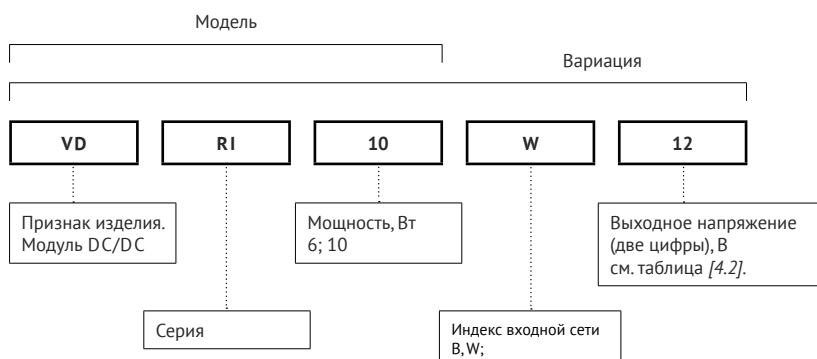 Модель
Вариация
VD
RI
10
W
12
Признак изделия.
Модуль DC/DC
Мощность, Вт
6; 10
Выходное напряжение
(две цифры), В
см. таблица [4.2].
Серия
Индекс входной сети
B, W;